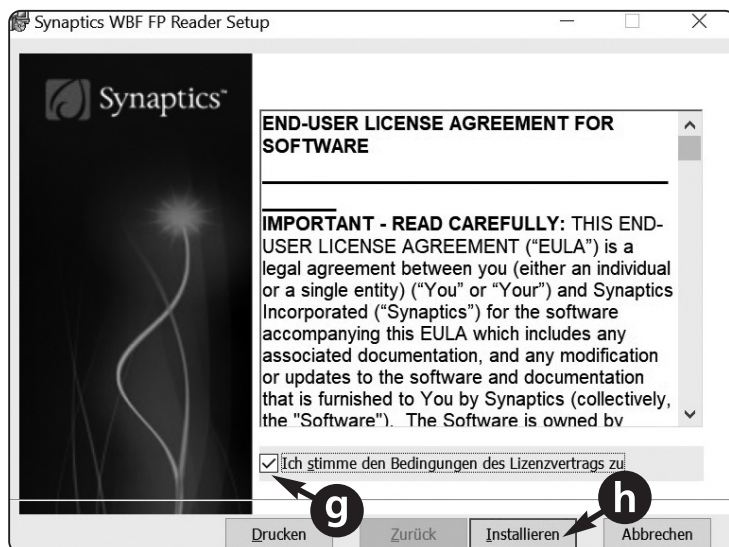 Synaptics WBF FP Reader Setup
Synaptics™
END-USER LICENSE AGREEMENT FOR
SOFTWARE
IMPORTANT - READ CAREFULLY: THIS END-
USER LICENSE AGREEMENT (“EULA”) is a
legal agreement between you (either an individual
or a single entity) (“You” or “Your”) and Synaptics
Incorporated (“Synaptics”) for the software
accompanying this EULA which includes any
associated documentation, and any modification
or updates to the software and documentation
that is furnished to You by Synaptics (collectively,
the "Software"). The Software is owned by
Ich stimme den Bedingungen des Lizenzvertrags zu
g
h
Drucken Zurück Installieren Abbrechen